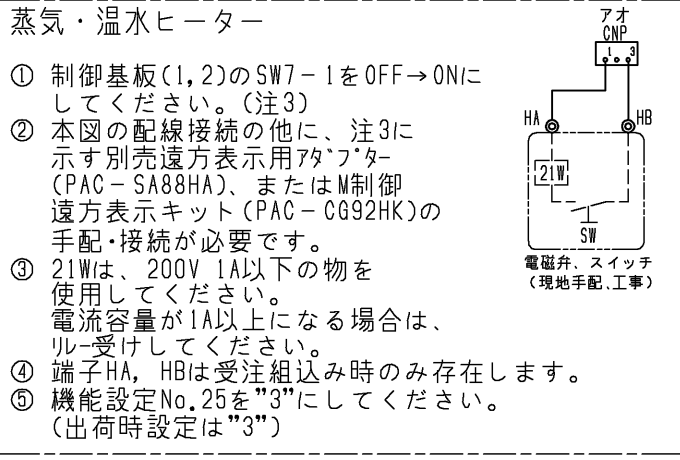 蒸気・温水ヒーター
① 制御基板(1,2)のSW7-1をOFF→ONに
してください。(注3)
② 本図の配線接続の他に、注3に
示す別売遠方表示用ｱﾀﾞﾌﾟﾀｰ
(PAC-SA88HA)、またはM制御
遠方表示キット(PAC-CG92HK)の
手配・接続が必要です。
③ 21Wは、200V 1A以下の物を
使用してください。
電流容量が1A以上になる場合は、
ﾘﾚｰ受けしてください。
④ 端子HA, HBは受注組込み時のみ存在します。
⑤ 機能設定No.25を"3"にしてください。
(出荷時設定は"3")
アオ
CNP
1 3
HA HB
21W
SW
電磁弁、スイッチ
(現地手配、工事)